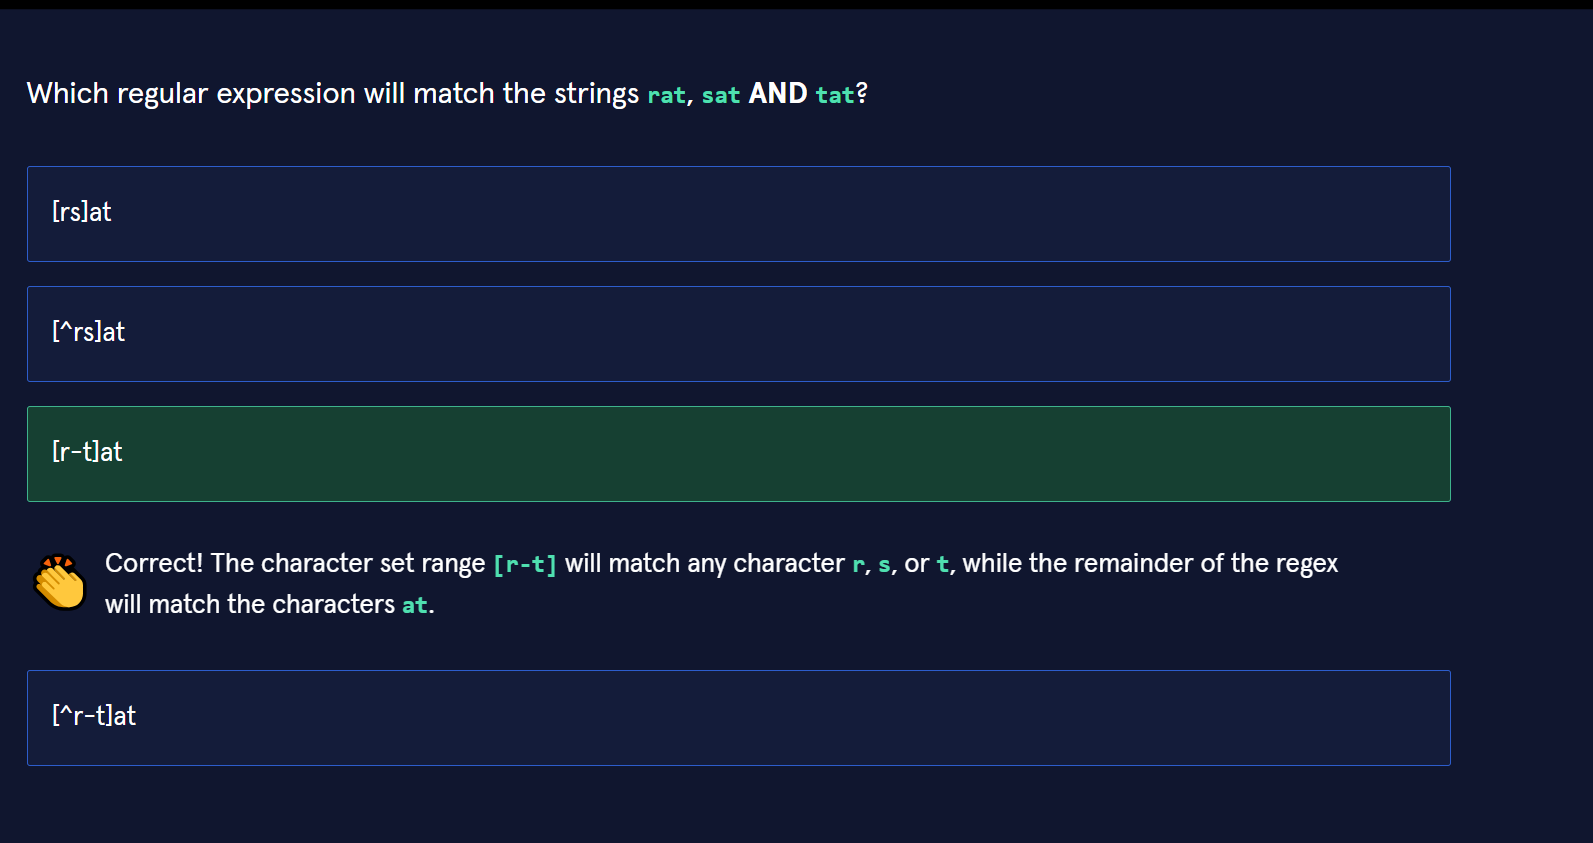 Which regular expression will match the strings rat, sat AND tat?
[rs]at
[^rs]at
[r-t]at
Correct! The character set range [r-t] will match any character r, s, or t, while the remainder of the regex
will match the characters at.
[^r-t]at